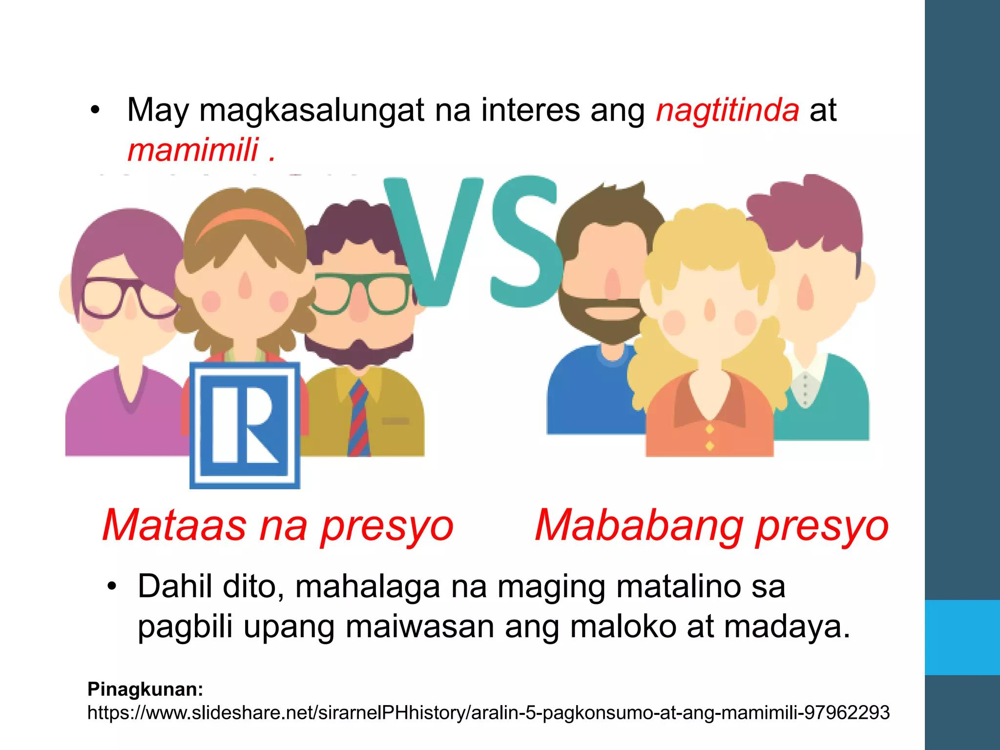 • May magkasalungat na interes ang nagtitinda at
mamimili .
VS
R
Mataas na presyo
Mababang presyo
• Dahil dito, mahalaga na maging matalino sa
pagbili upang maiwasan ang maloko at madaya.
Pinagkunan:
https://www.slideshare.net/sirarnelPHhistory/aralin-5-pagkonsumo-at-ang-mamimili-97962293